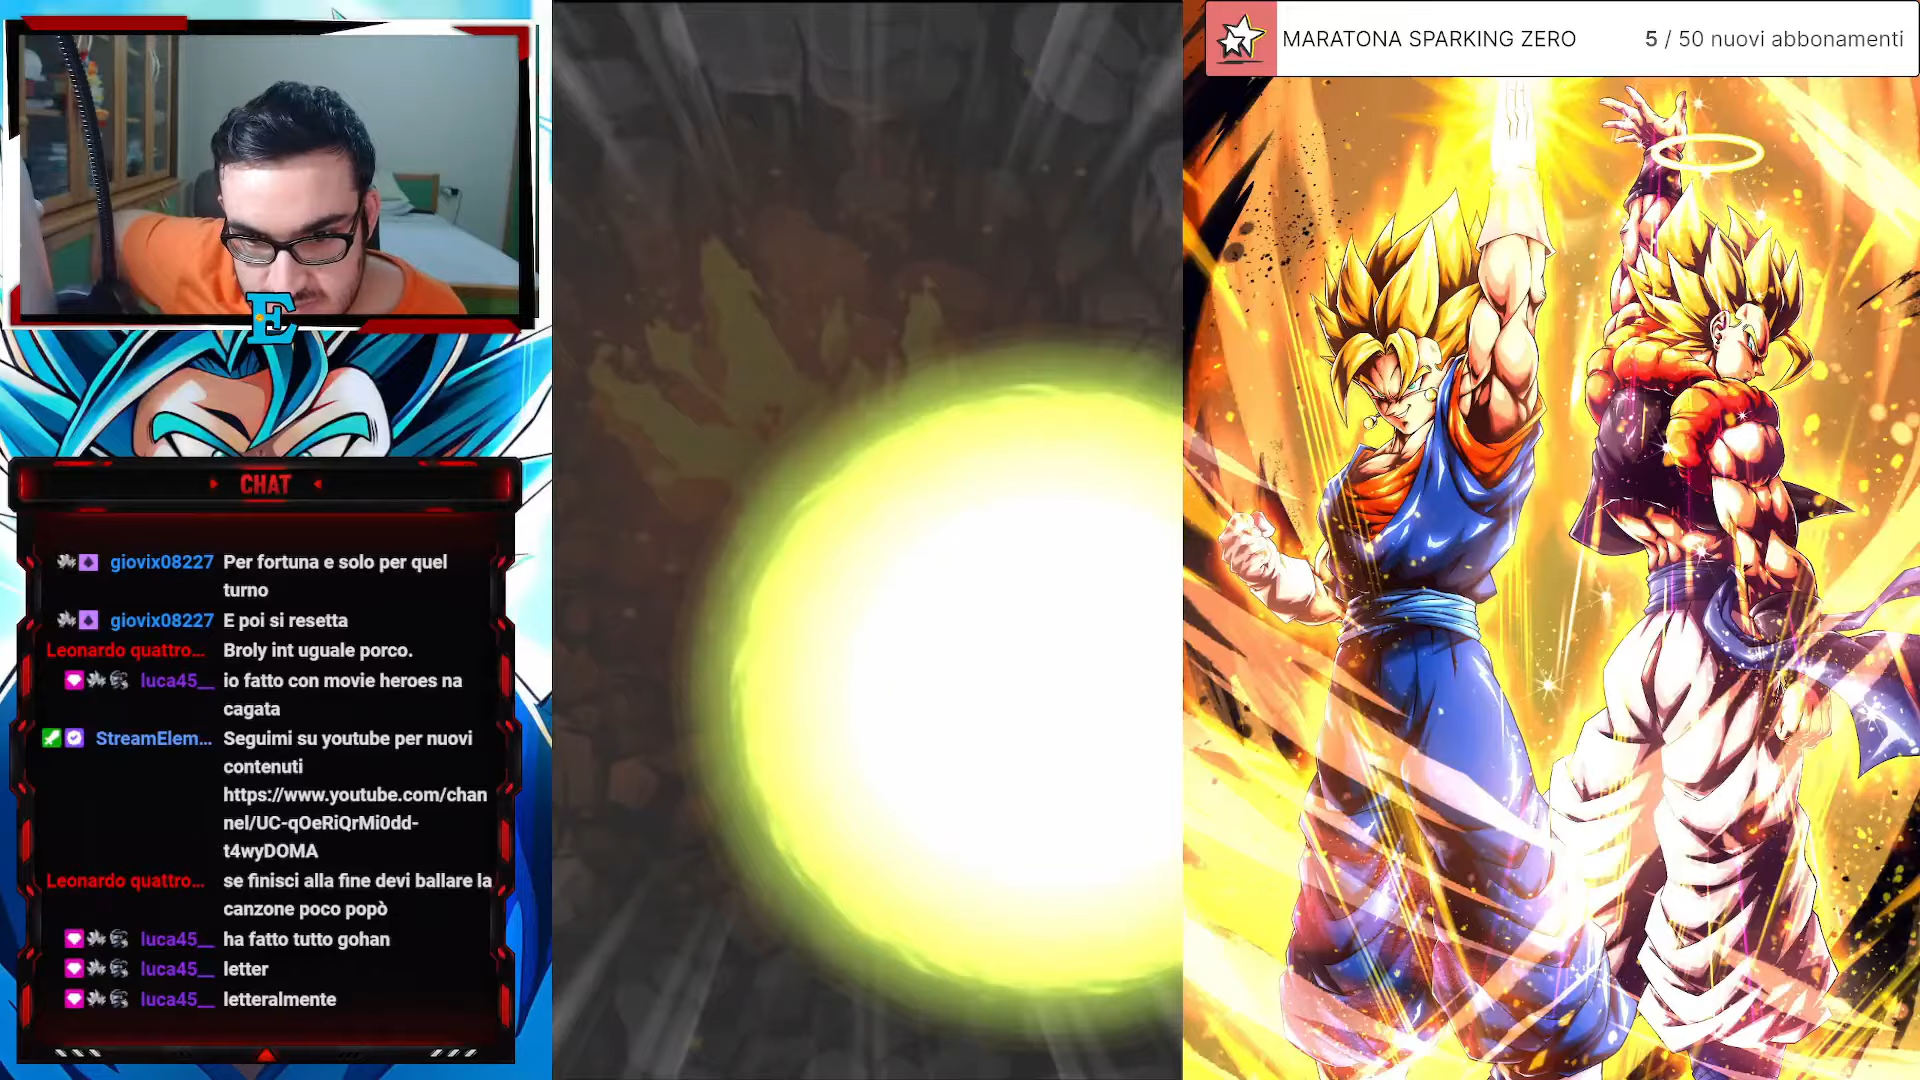 MARATONA SPARKING ZERO 5 / 50 nuovi abbonamenti
E
CHAT
giovix08227 Per fortuna e solo per quel
turno
giovix08227 E poi si resetta
Leonardo quattro... Broly int uguale porco.
luca45__ io fatto con movie heroes na
cagata
StreamElem... Seguimi su youtube per nuovi
contenuti
https://www.youtube.com/chan
nel/UC-qOeRiQrMi0dd-
t4wyDOMA
Leonardo quattro... se finisci alla fine devi ballare la
canzone poco popò
luca45__ ha fatto tutto gohan
luca45__ letter
luca45__ letteralmente